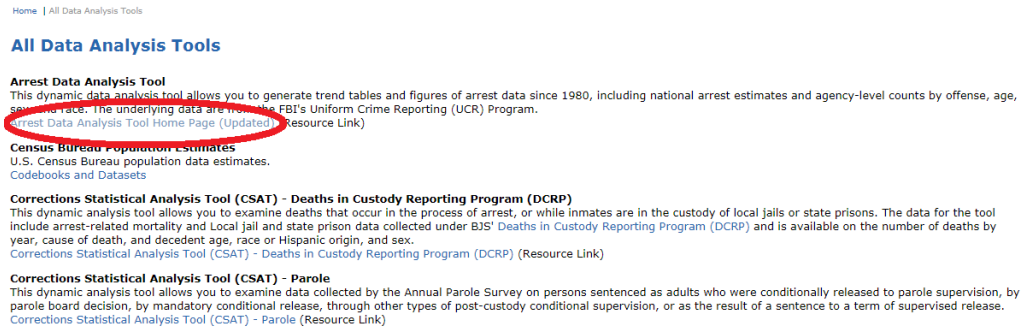 Home | All Data Analysis Tools
All Data Analysis Tools
Arrest Data Analysis Tool
This dynamic data analysis tool allows you to generate trend tables and figures of arrest data since 1980, including national arrest estimates and agency-level counts by offense, age,
sex, and race. The underlying data are from the FBI's Uniform Crime Reporting (UCR) Program.
Arrest Data Analysis Tool Home Page (Updated) (Resource Link)
Census Bureau Population Estimates
U.S. Census Bureau population data estimates.
Codebooks and Datasets
Corrections Statistical Analysis Tool (CSAT) - Deaths in Custody Reporting Program (DCRP)
This dynamic analysis tool allows you to examine deaths that occur in the process of arrest, or while inmates are in the custody of local jails or state prisons. The data for the tool
include arrest-related mortality and Local jail and state prison data collected under BJS' Deaths in Custody Reporting Program (DCRP) and is available on the number of deaths by
year, cause of death, and decedent age, race or Hispanic origin, and sex.
Corrections Statistical Analysis Tool (CSAT) - Deaths in Custody Reporting Program (DCRP) (Resource Link)
Corrections Statistical Analysis Tool (CSAT) - Parole
This dynamic analysis tool allows you to examine data collected by the Annual Parole Survey on persons sentenced as adults who were conditionally released to parole supervision, by
parole board decision, by mandatory conditional release, through other types of post-custody conditional supervision, or as the result of a sentence to a term of supervised release.
Corrections Statistical Analysis Tool (CSAT) - Parole (Resource Link)